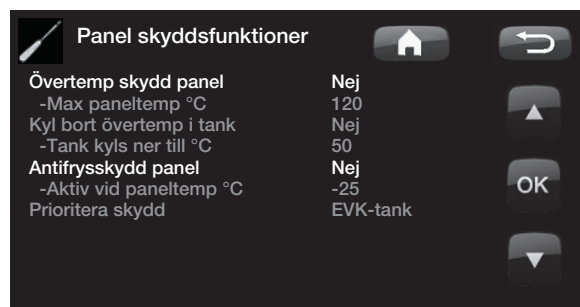 Panel skyddsfunktioner
Övertemp skydd panel Nej
-Max paneltemp °C 120
Kyl bort övertemp i tank Nej
-Tank kyls ner till °C 50
Antifrysskydd panel Nej
-Aktiv vid paneltemp °C -25
Prioritera skydd EVK-tank
OK